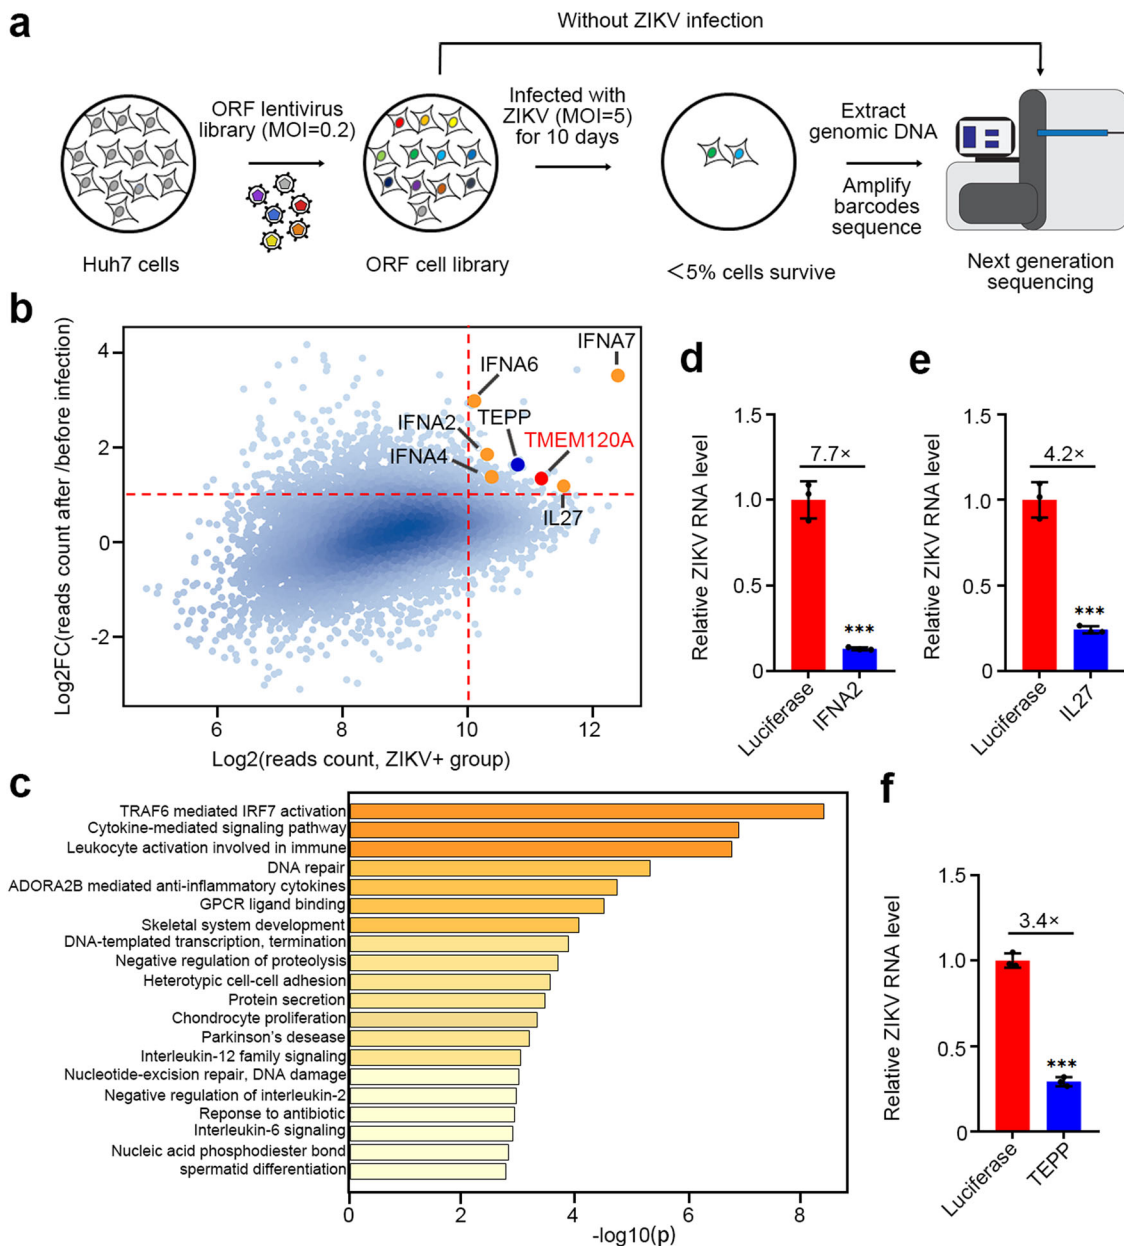 a
Without ZIKV infection
ORF lentivirus
library (MOI=0.2)
Infected with
ZIKV (MOI=5)
for 10 days
Extract
genomic DNA
Amplify
barcodes
sequence
Huh7 cells
ORF cell library
<5% cells survive
Next generation
sequencing
b
Log2FC(reads count after /before infection)
4
2
0
-2
6
8
10
12
Log2(reads count, ZIKV+ group)
IFNA7
IFNA6
TEPP
IFNA2
TMEM120A
IFNA4
IL27
d
Relative ZIKV RNA level
1.5
1.0
0.5
0
7.7×
***
Luciferase
IFNA2
e
Relative ZIKV RNA level
1.5
1.0
0.5
0
4.2×
***
Luciferase
IL27
c
TRAF6 mediated IRF7 activation
Cytokine-mediated signaling pathway
Leukocyte activation involved in immune
DNA repair
ADORA2B mediated anti-inflammatory cytokines
GPCR ligand binding
Skeletal system development
DNA-templated transcription, termination
Negative regulation of proteolysis
Heterotypic cell-cell adhesion
Protein secretion
Chondrocyte proliferation
Parkinson's desease
Interleukin-12 family signaling
Nucleotide-excision repair, DNA damage
Negative regulation of interleukin-2
Reponse to antibiotic
Interleukin-6 signaling
Nucleic acid phosphodiester bond
spermatid differentiation
0
2
4
6
8
-log10(p)
f
Relative ZIKV RNA level
1.5
1.0
0.5
0
3.4×
***
Luciferase
TEPP